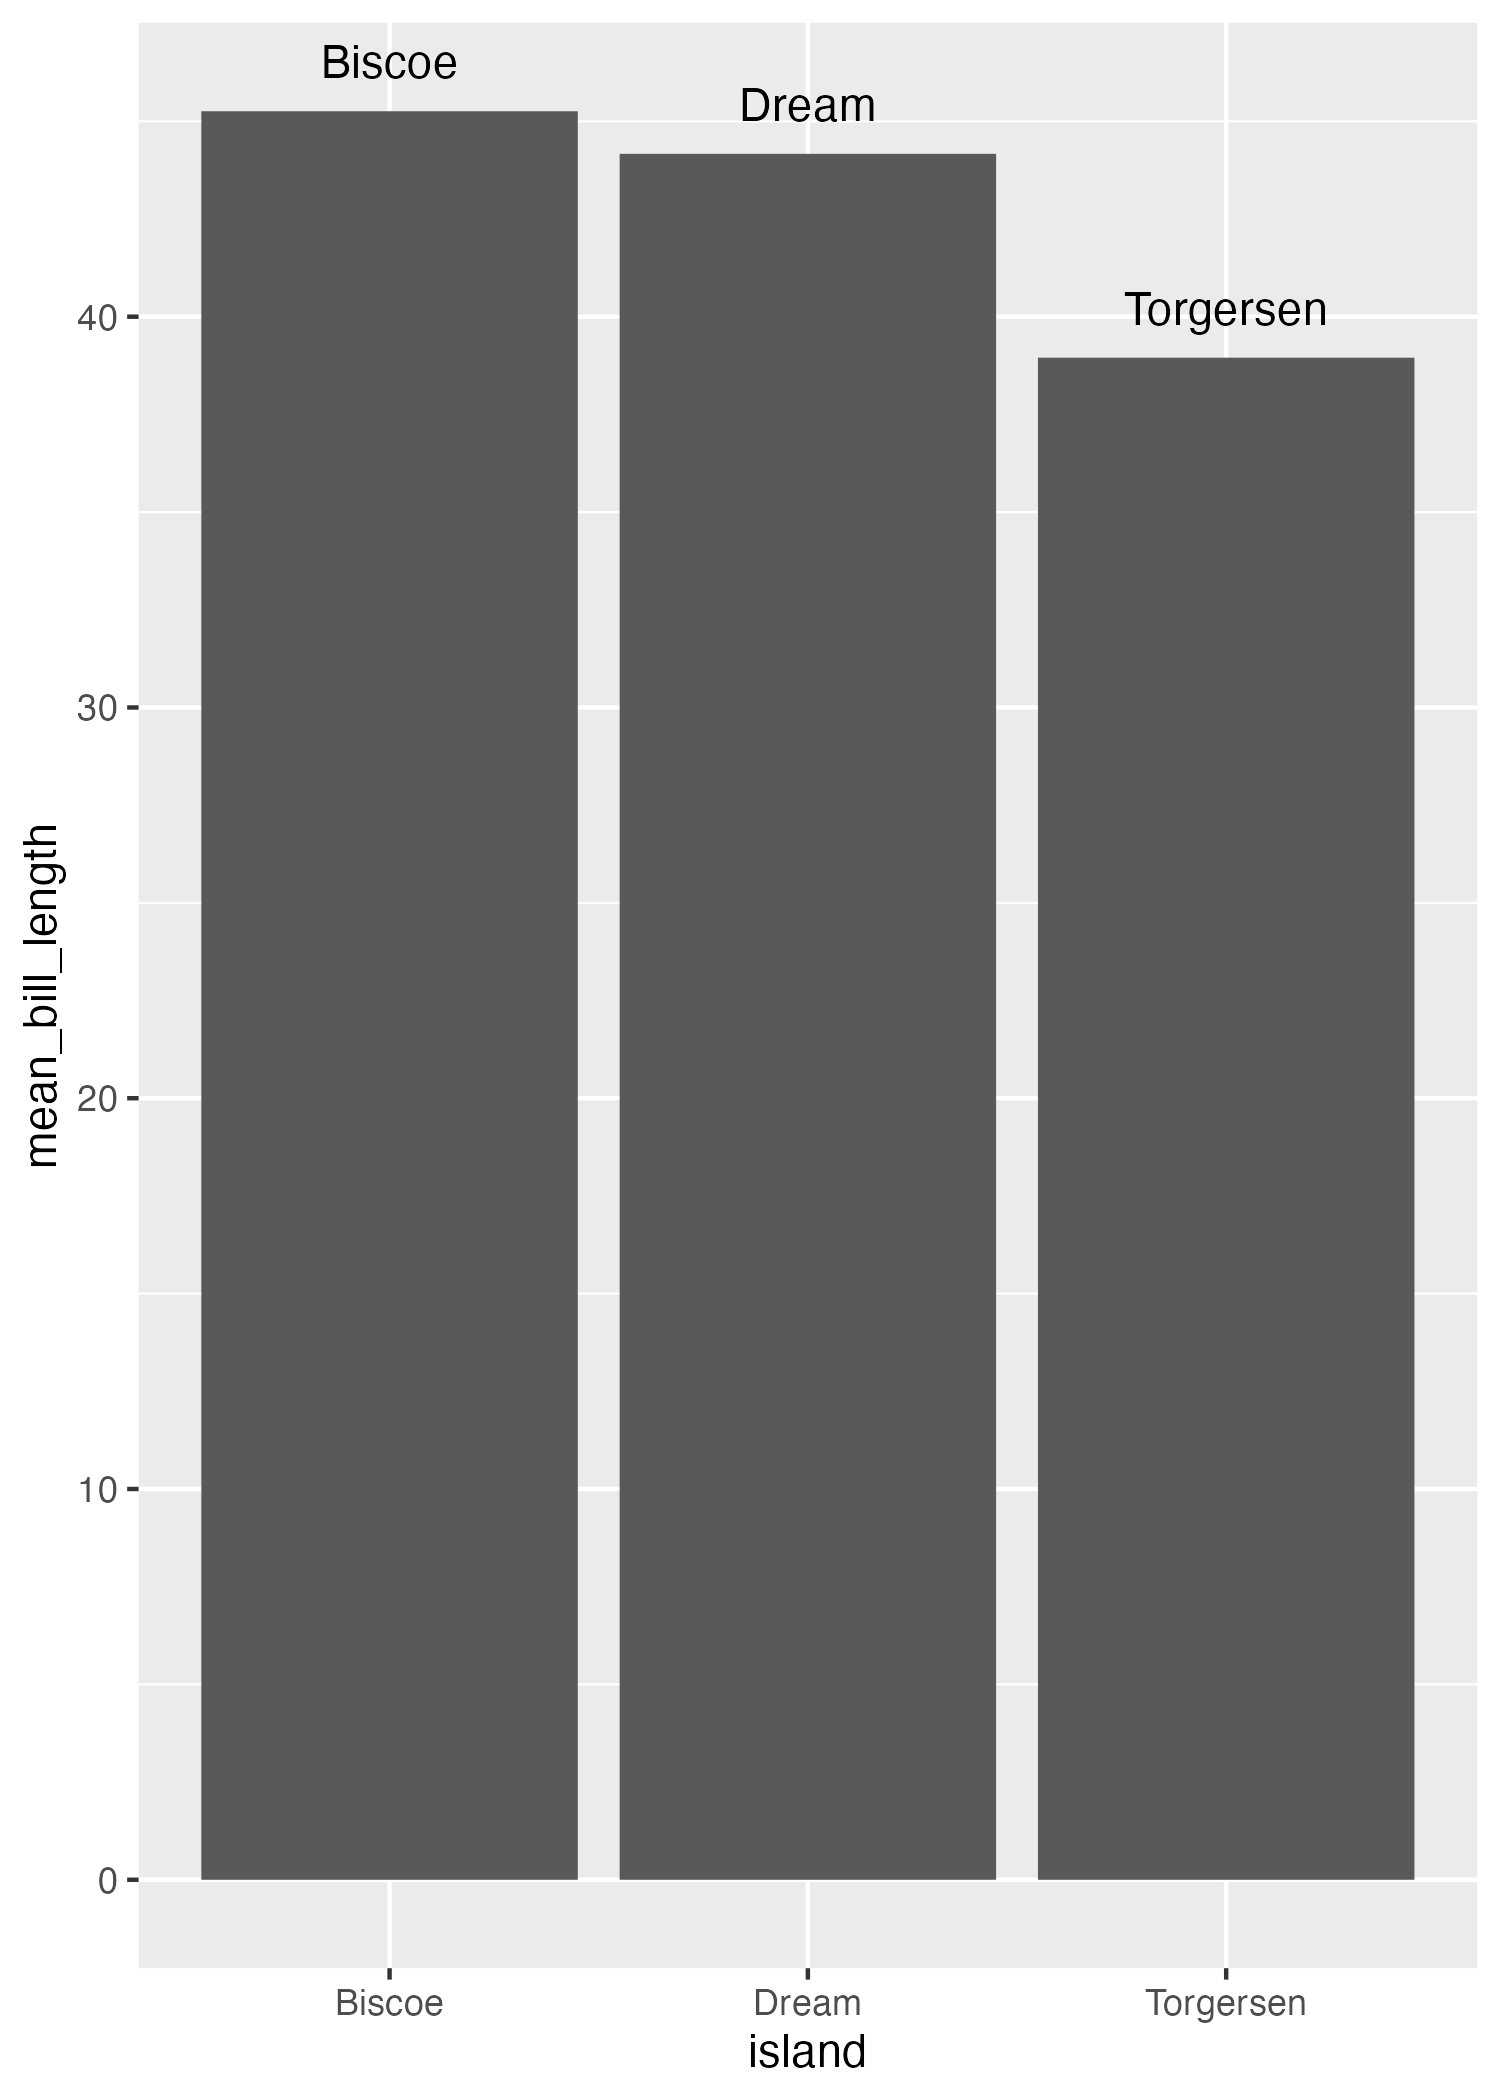 Biscoe
Dream
Torgersen
40
30
20
10
0
mean_bill_length
Biscoe Dream Torgersen
island